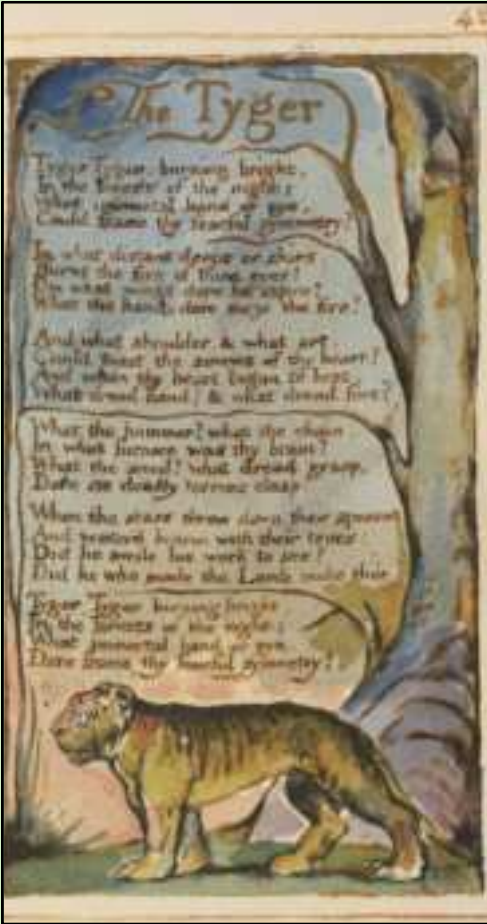 The Tyger
Tyger Tyger, burning bright,
In the forests of the night;
What immortal hand or eye,
Could frame thy fearful symmetry?
In what distant deeps or skies
Burnt the fire of thine eyes?
On what wings dare he aspire?
What the hand, dare seize the fire?
And what shoulder, & what art,
Could twist the sinews of thy heart?
And when thy heart began to beat,
What dread hand? & what dread feet?
What the hammer? what the chain
In what furnace was thy brain?
What the anvil? what dread grasp,
Dare its deadly terrors clasp
When the stars threw down their spears
And water'd heaven with their tears
Did he smile his work to see?
Did he who made the Lamb make thee
Tyger Tyger burning bright
In the forests of the night:
What immortal hand or eye
Dare frame thy fearful symmetry?